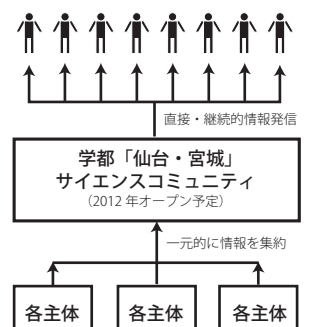 直接・継続的情報発信
学都「仙台・宮城」
サイエンスコミュニティ
（2012 年オープン予定）
一元的に情報を集約
各主体 各主体 各主体